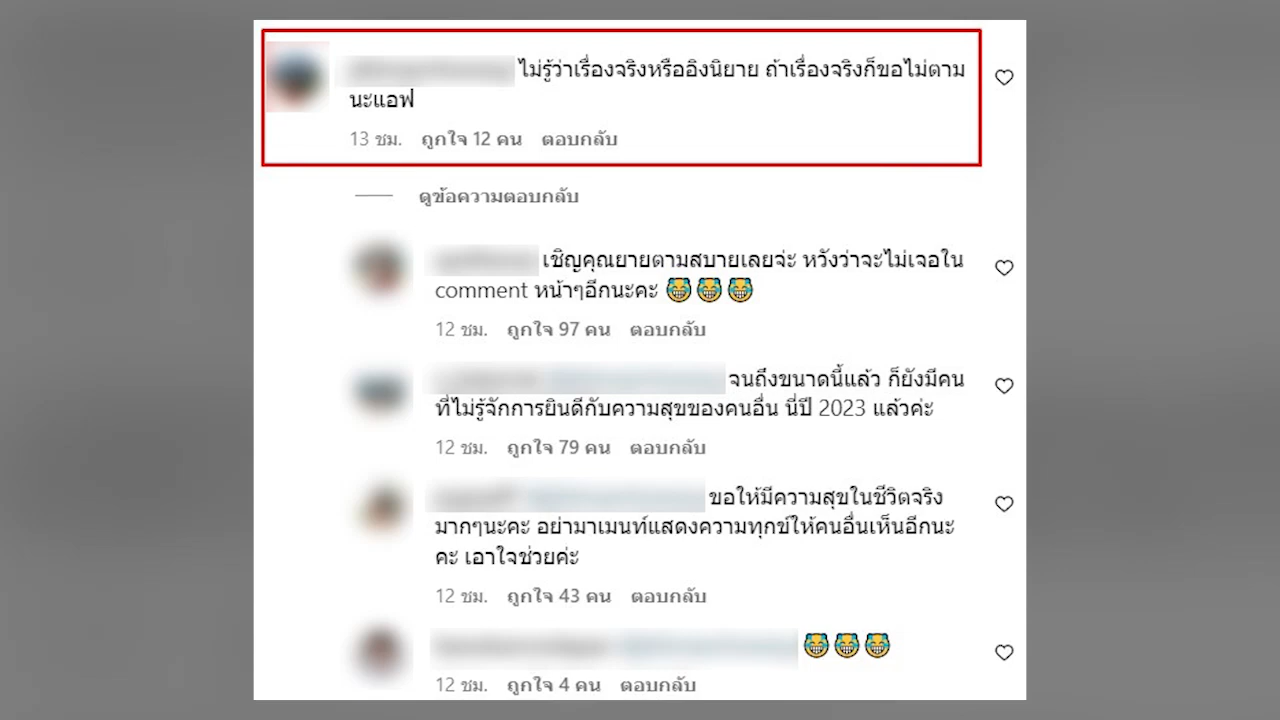 ไม่รู้ว่าเรื่องจริงหรืออิงนิยาย ถ้าเรื่องจริงก็ขอไม่ตาม
นะแอฟ
13 ชม. ถูกใจ 12 คน ตอบกลับ
ดูข้อความตอบกลับ
เชิญคุณยายตามสบายเลยจ่ะ หวังว่าจะไม่เจอใน
comment หน้าๆอีกนะคะ 😹😹😹
12 ชม. ถูกใจ 97 คน ตอบกลับ
จนถึงขนาดนี้แล้ว ก็ยังมีคน
ที่ไม่รู้จักการยินดีกับความสุขของคนอื่น นี่ปี 2023 แล้วค่ะ
12 ชม. ถูกใจ 79 คน ตอบกลับ
ขอให้มีความสุขในชีวิตจริง
มากๆนะคะ อย่ามาเมนท์แสดงความทุกข์ให้คนอื่นเห็นอีกนะ
คะ เอาใจช่วยค่ะ
12 ชม. ถูกใจ 43 คน ตอบกลับ
😹😹😹
12 ชม. ถูกใจ 4 คน ตอบกลับ